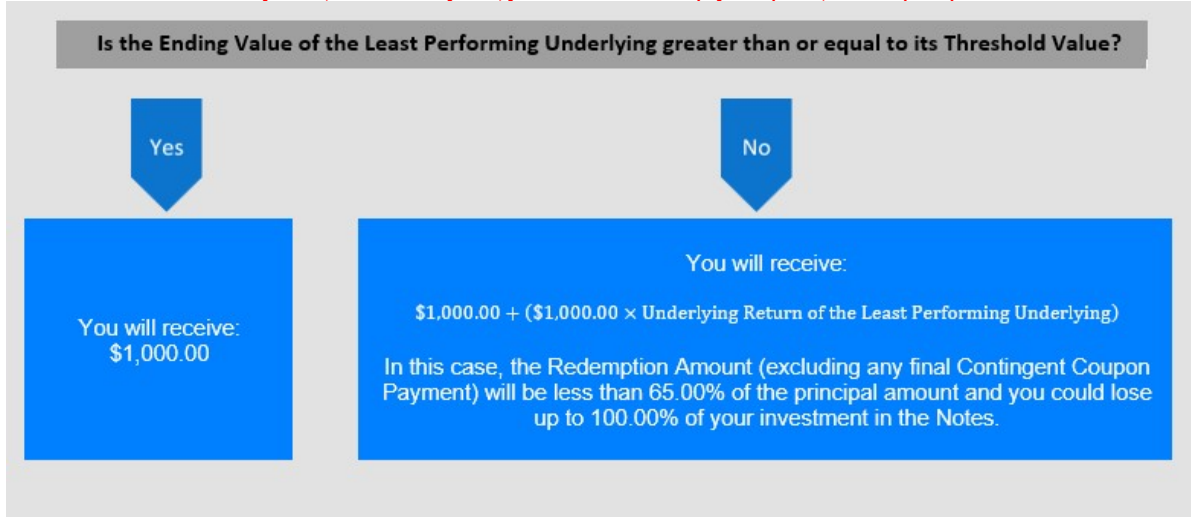 Is the Ending Value of the Least Performing Underlying greater than or equal to its Threshold Value?
Yes
No
You will receive:
$1,000.00
You will receive:
$1,000.00 + ($1,000.00 × Underlying Return of the Least Performing Underlying)
In this case, the Redemption Amount (excluding any final Contingent Coupon
Payment) will be less than 65.00% of the principal amount and you could lose
up to 100.00% of your investment in the Notes.